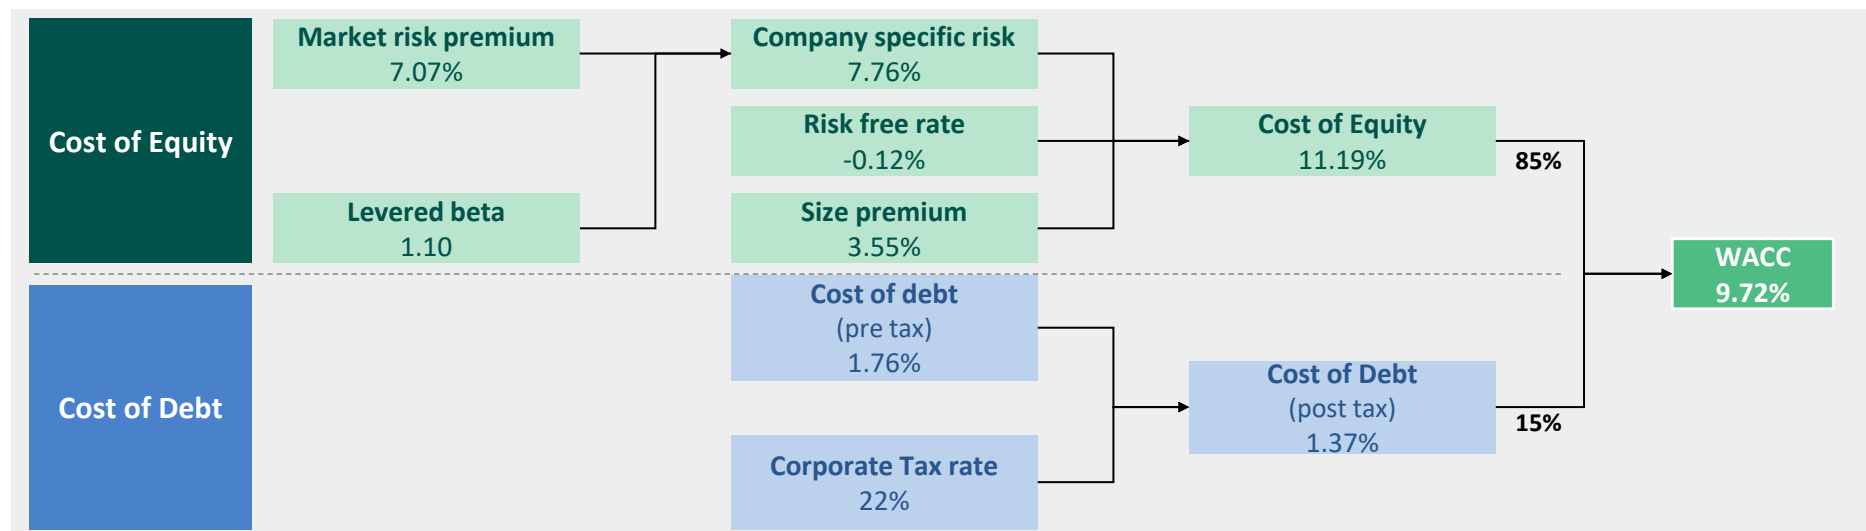 Cost of Equity
Market risk premium
7.07%
Levered beta
1.10
Company specific risk
7.76%
Risk free rate
-0.12%
Size premium
3.55%
Cost of Equity
11.19%
85%
WACC
9.72%
Cost of Debt
Cost of debt
(pre tax)
1.76%
Corporate Tax rate
22%
Cost of Debt
(post tax)
1.37%
15%